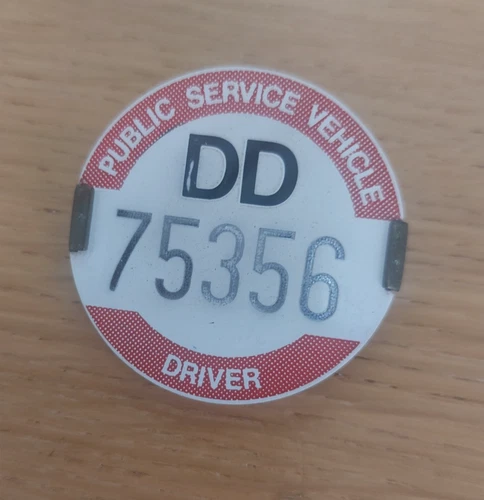 PUBLIC SERVICE VEHICLE
DD
75356
DRIVER